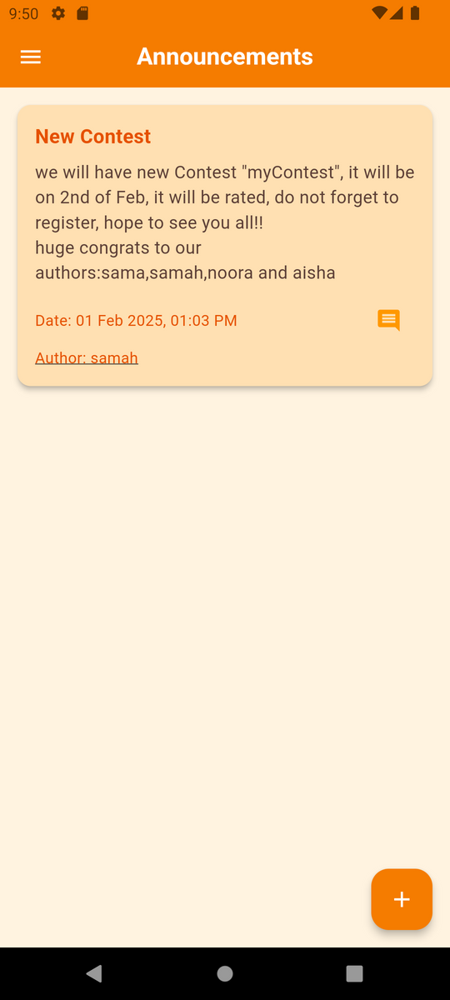 9:50
Announcements
New Contest
we will have new Contest "myContest", it will be
on 2nd of Feb, it will be rated, do not forget to
register, hope to see you all!!
huge congrats to our
authors:sama,samah,noora and aisha
Date: 01 Feb 2025, 01:03 PM
Author: samah